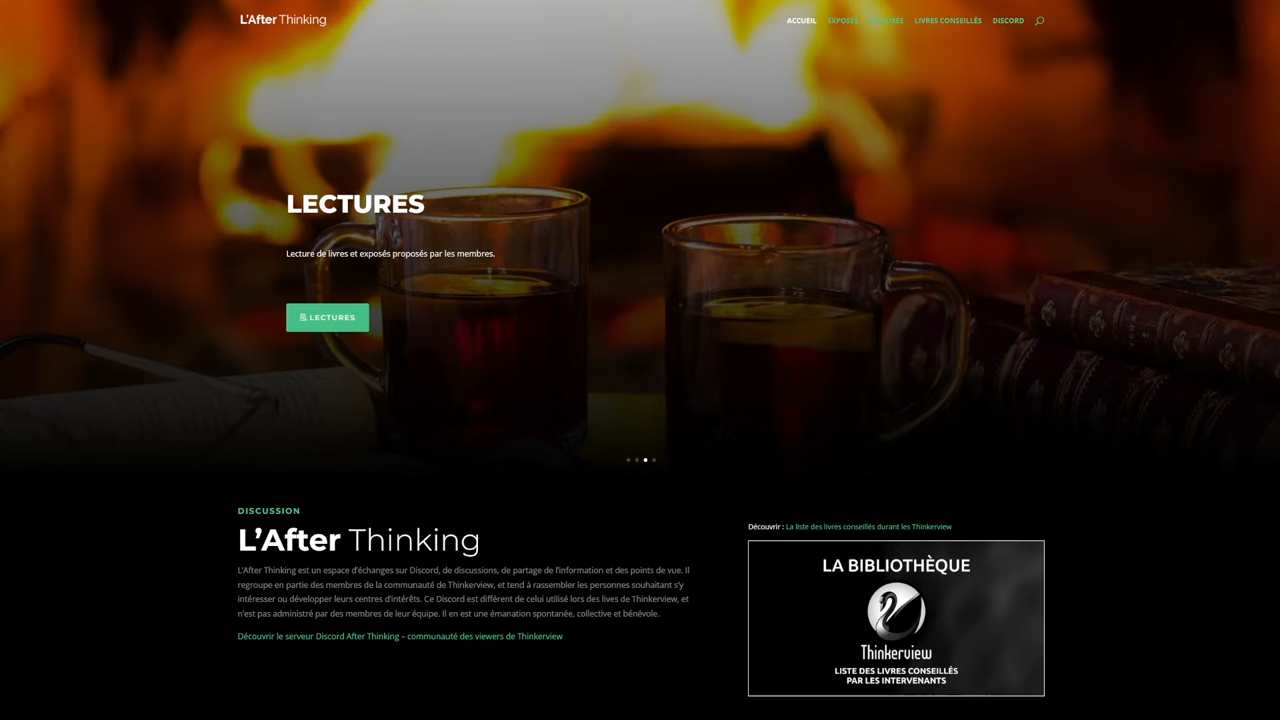 L'After Thinking
ACCUEIL EXPOSÉS LECTURES LIVRES CONSEILLÉS DISCORD
LECTURES
Lecture de livres et exposés proposés par les membres.
LECTURES
DISCUSSION
L'After Thinking
L'After Thinking est un espace d'échanges sur Discord, de discussions, de partage de l'information et des points de vue. Il
regroupe en partie des membres de la communauté de Thinkerview, et tend à rassembler les personnes souhaitant s'y
intéresser ou développer leurs centres d'intérêts. Ce Discord est différent de celui utilisé lors des lives de Thinkerview, et
n'est pas administré par des membres de leur équipe. Il en est une émanation spontanée, collective et bénévole.
Découvrir le serveur Discord After Thinking – communauté des viewers de Thinkerview
Découvrir : La liste des livres conseillés durant les Thinkerview
LA BIBLIOTHÈQUE
Thinkerview
LISTE DES LIVRES CONSEILLÉS
PAR LES INTERVENANTS